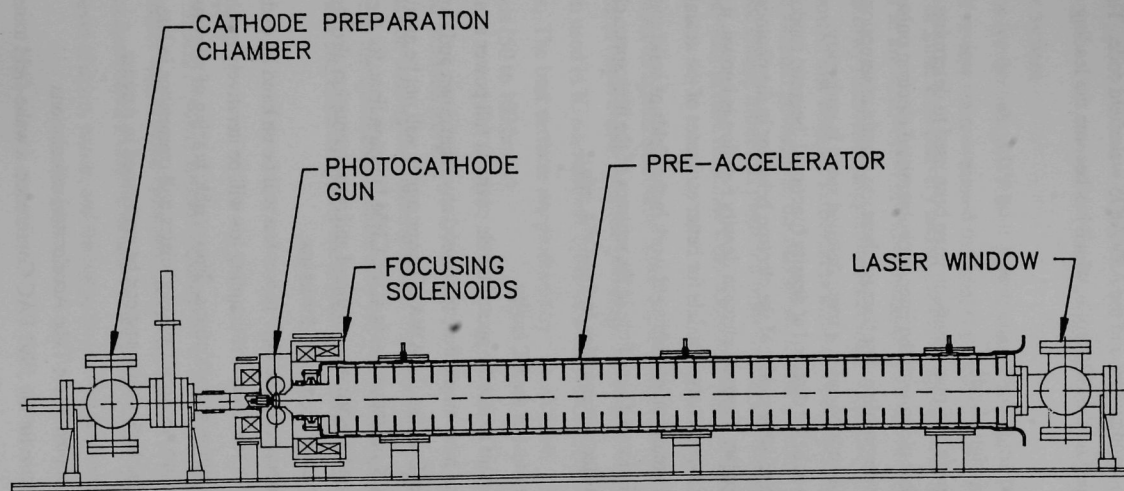 CATHODE PREPARATION
CHAMBER
PHOTOCATHODE
GUN
PRE-ACCELERATOR
FOCUSING
SOLENOIDS
LASER WINDOW